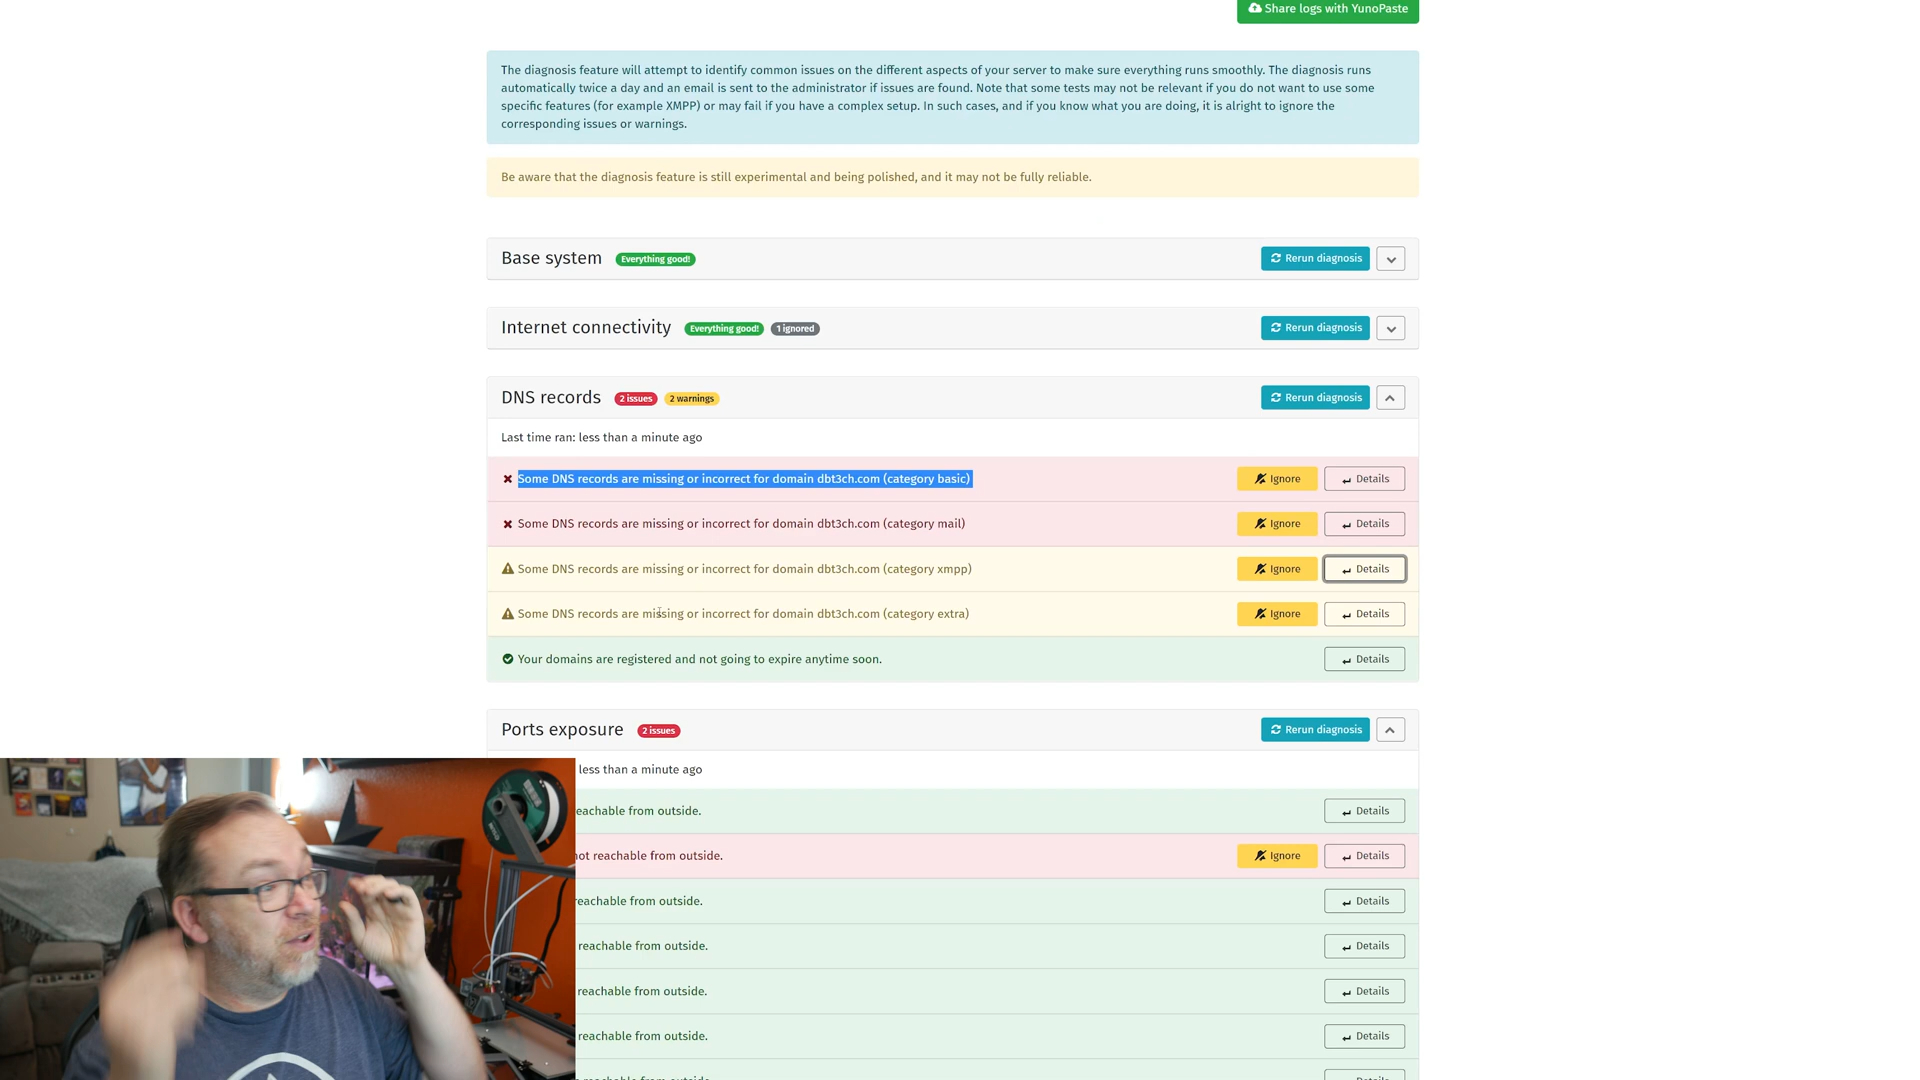 Share logs with YunoPaste
The diagnosis feature will attempt to identify common issues on the different aspects of your server to make sure everything runs smoothly. The diagnosis runs
automatically twice a day and an email is sent to the administrator if issues are found. Note that some tests may not be relevant if you do not want to use some
specific features (for example XMPP) or may fail if you have a complex setup. In such cases, and if you know what you are doing, it is alright to ignore the
corresponding issues or warnings.
Be aware that the diagnosis feature is still experimental and being polished, and it may not be fully reliable.
Base system Everything good! Rerun diagnosis
Internet connectivity Everything good! 1 ignored Rerun diagnosis
DNS records 2 issues 2 warnings Rerun diagnosis
Last time ran: less than a minute ago
Some DNS records are missing or incorrect for domain dbt3ch.com (category basic) Ignore Details
Some DNS records are missing or incorrect for domain dbt3ch.com (category mail) Ignore Details
Some DNS records are missing or incorrect for domain dbt3ch.com (category xmpp) Ignore Details
Some DNS records are missing or incorrect for domain dbt3ch.com (category extra) Ignore Details
Your domains are registered and not going to expire anytime soon. Details
Ports exposure 2 issues Rerun diagnosis
less than a minute ago
reachable from outside. Details
not reachable from outside. Ignore Details
reachable from outside. Details
reachable from outside. Details
reachable from outside. Details
reachable from outside. Details
reachable from outside. Details